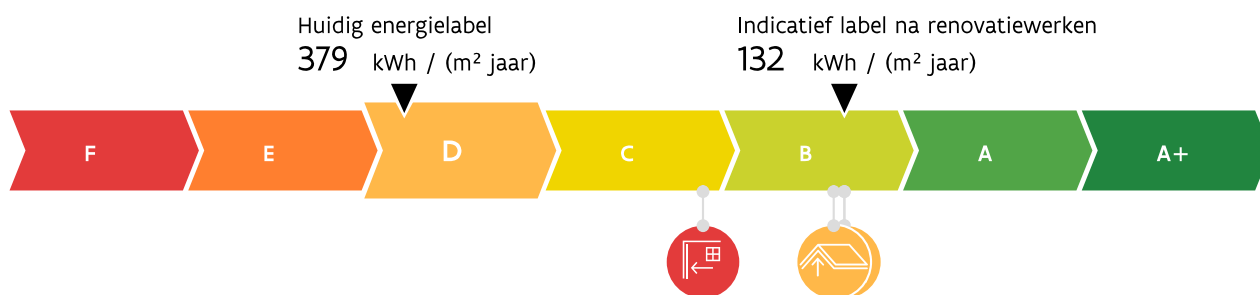 Huidig energielabel
379 kWh / (m² jaar)
Indicatief label na renovatiewerken
132 kWh / (m² jaar)
F E D C B A A+